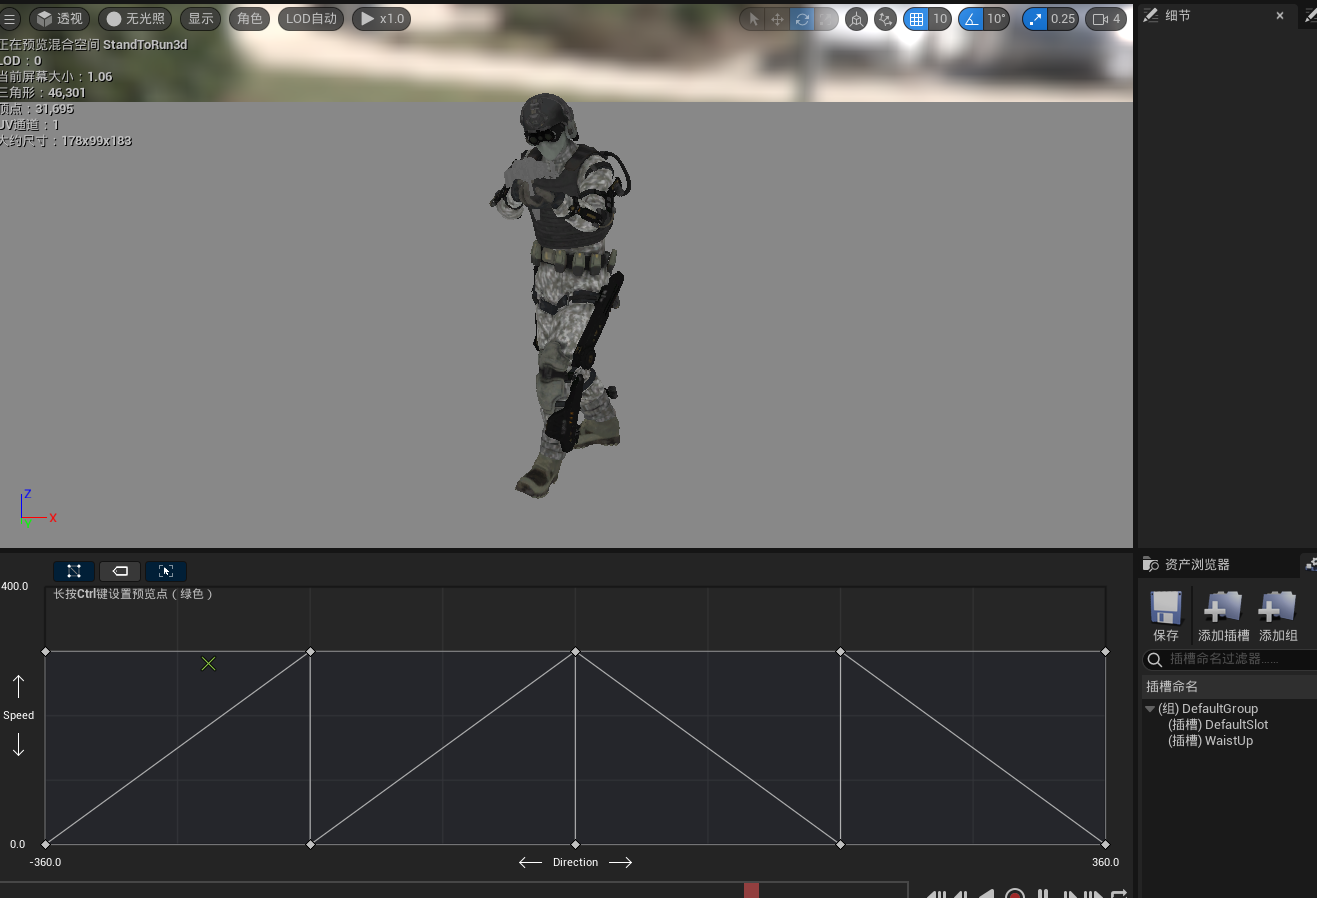 透视 无光照 显示 角色 LOD自动 x1.0 10 10° 0.25 4
正在预览混合空间 StandToRun3d
LOD：0
当前屏幕大小：1.06
三角形：46,301
顶点：31,695
UV通道：1
大约尺寸：178x99x183
Z
X
Y
细节
400.0
长按Ctrl键设置预览点（绿色）
Speed
0.0
-360.0
Direction
360.0
资产浏览器
保存 添加插槽 添加组
插槽命名过滤器......
插槽命名
(组) DefaultGroup
(插槽) DefaultSlot
(插槽) WaistUp